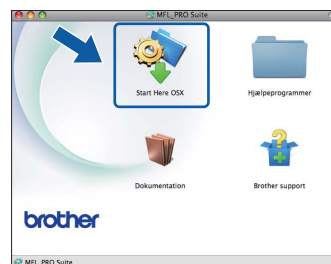 MFL_PRO Suite
Start Here OSX
Hjælpeprogrammer
Dokumentation
Brother support
brother
MFL_PRO Suite